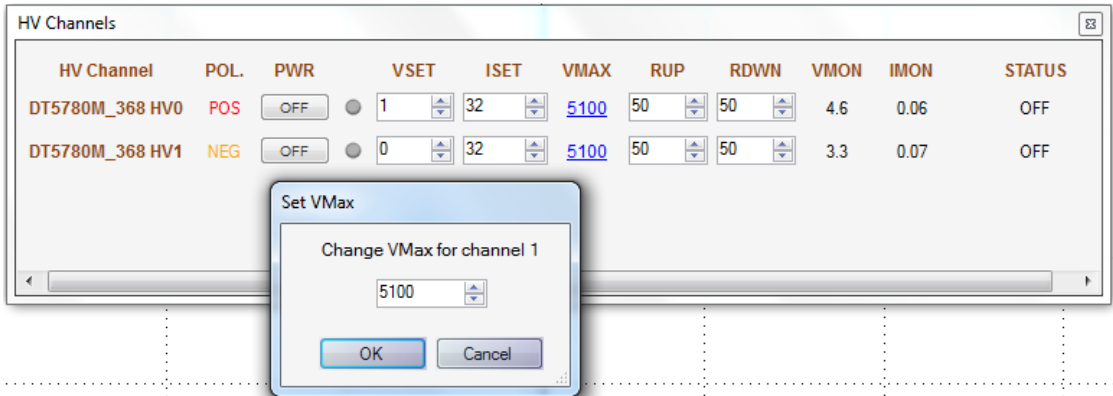 HV Channels
HV Channel POL. PWR VSET ISET VMAX RUP RDWN VMON IMON STATUS
DT5780M_368 HV0 POS OFF 1 32 5100 50 50 4.6 0.06 OFF
DT5780M_368 HV1 NEG OFF 0 32 5100 50 50 3.3 0.07 OFF
Set VMax
Change VMax for channel 1
5100
OK Cancel